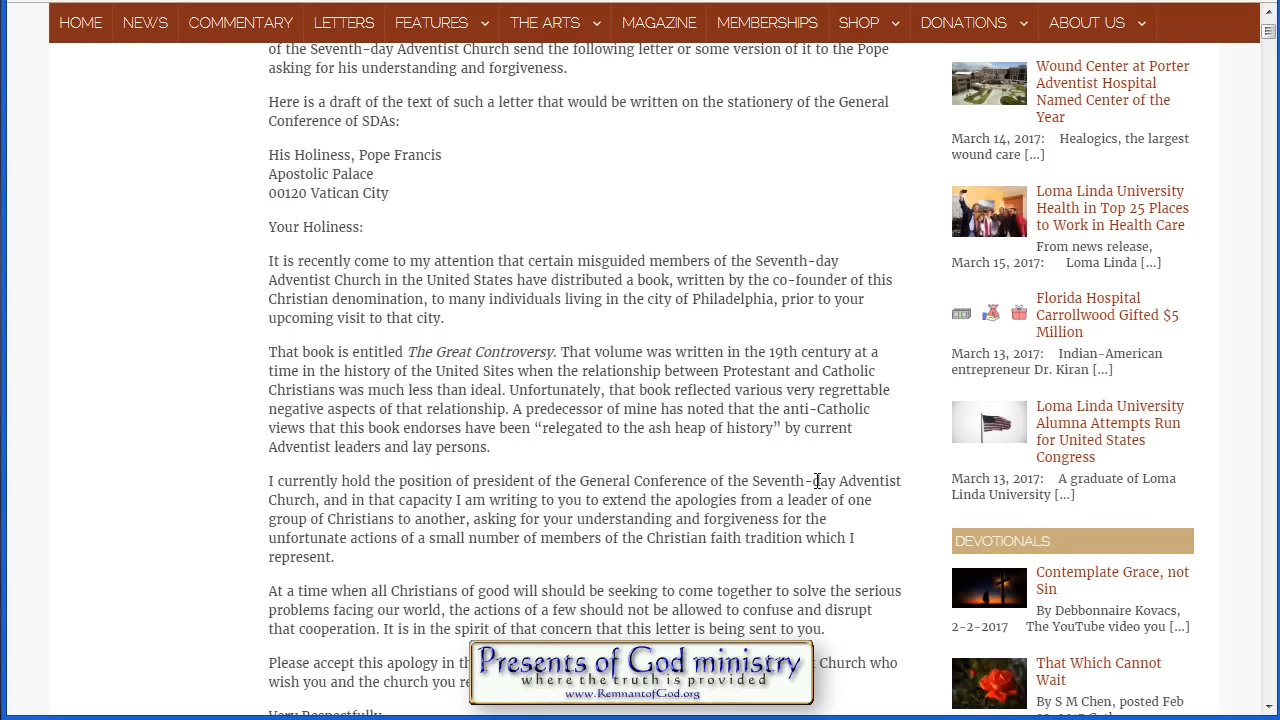 HOME NEWS COMMENTARY LETTERS FEATURES THE ARTS MAGAZINE MEMBERSHIPS SHOP DONATIONS ABOUT US
of the Seventh-day Adventist Church send the following letter or some version of it to the Pope
asking for his understanding and forgiveness.
Here is a draft of the text of such a letter that would be written on the stationery of the General
Conference of SDAs:
His Holiness, Pope Francis
Apostolic Palace
00120 Vatican City
Your Holiness:
It is recently come to my attention that certain misguided members of the Seventh-day
Adventist Church in the United States have distributed a book, written by the co-founder of this
Christian denomination, to many individuals living in the city of Philadelphia, prior to your
upcoming visit to that city.
That book is entitled The Great Controversy. That volume was written in the 19th century at a
time in the history of the United Sites when the relationship between Protestant and Catholic
Christians was much less than ideal. Unfortunately, that book reflected various very regrettable
negative aspects of that relationship. A predecessor of mine has noted that the anti-Catholic
views that this book endorses have been “relegated to the ash heap of history” by current
Adventist leaders and lay persons.
I currently hold the position of president of the General Conference of the Seventh-day Adventist
Church, and in that capacity I am writing to you to extend the apologies from a leader of one
group of Christians to another, asking for your understanding and forgiveness for the
unfortunate actions of a small number of members of the Christian faith tradition which I
represent.
At a time when all Christians of good will should be seeking to come together to solve the serious
problems facing our world, the actions of a few should not be allowed to confuse and disrupt
that cooperation. It is in the spirit of that concern that this letter is being sent to you.
Please accept this apology in Church who
wish you and the church you
Very Respectfully
Presents of God ministry
where the truth is provided
www.RemnantofGod.org
Wound Center at Porter
Adventist Hospital
Named Center of the
Year
March 14, 2017: Healogics, the largest
wound care [...]
Loma Linda University
Health in Top 25 Places
to Work in Health Care
From news release,
March 15, 2017: Loma Linda [...]
Florida Hospital
Carrollwood Gifted $5
Million
March 13, 2017: Indian-American
entrepreneur Dr. Kiran [...]
Loma Linda University
Alumna Attempts Run
for United States
Congress
March 13, 2017: A graduate of Loma
Linda University [...]
DEVOTIONALS
Contemplate Grace, not
Sin
By Debbonnaire Kovacs,
2-2-2017 The YouTube video you [...]
That Which Cannot
Wait
By S M Chen, posted Feb